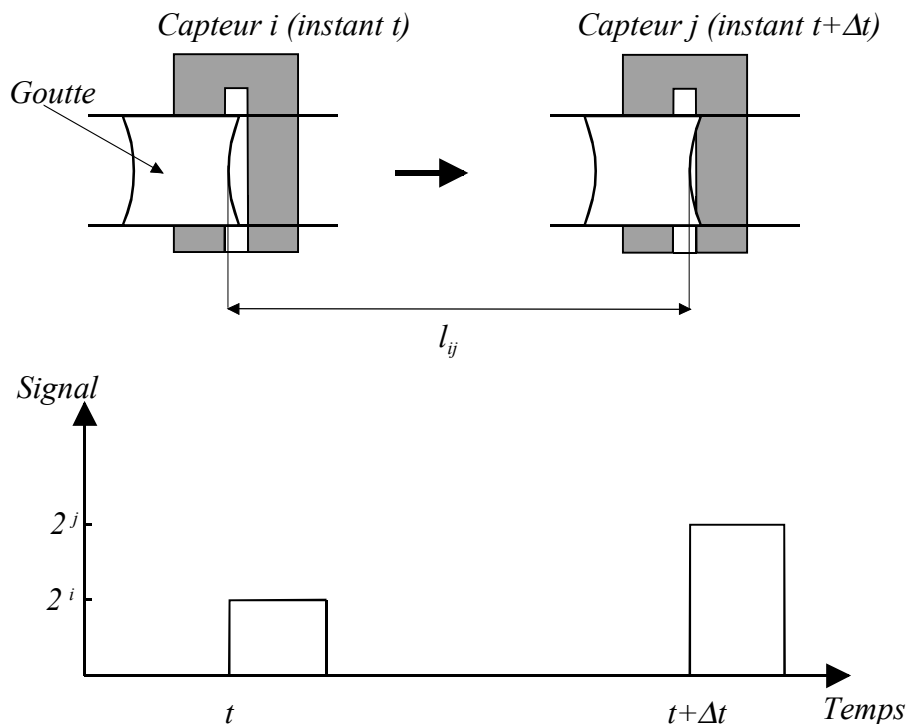 Capteur i (instant t)
Capteur j (instant t+Δt)
Goutte
l_ij
Signal
2^j
2^i
t
t+Δt
Temps